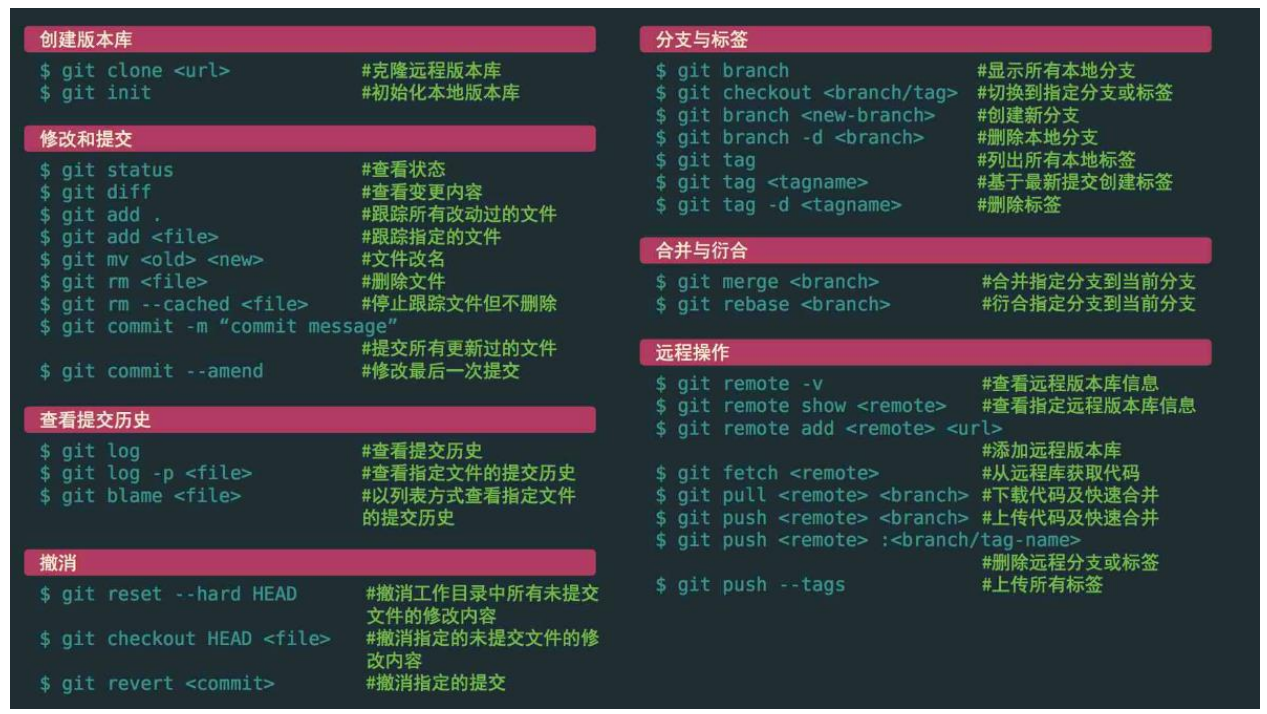 创建版本库
$ git clone <url> #克隆远程版本库
$ git init #初始化本地版本库
修改和提交
$ git status #查看状态
$ git diff #查看变更内容
$ git add . #跟踪所有改动过的文件
$ git add <file> #跟踪指定的文件
$ git mv <old> <new> #文件改名
$ git rm <file> #删除文件
$ git rm --cached <file> #停止跟踪文件但不删除
$ git commit -m “commit message”
#提交所有更新过的文件
$ git commit --amend #修改最后一次提交
查看提交历史
$ git log #查看提交历史
$ git log -p <file> #查看指定文件的提交历史
$ git blame <file> #以列表方式查看指定文件
的提交历史
撤消
$ git reset --hard HEAD #撤消工作目录中所有未提交
文件的修改内容
$ git checkout HEAD <file> #撤消指定的未提交文件的修
改内容
$ git revert <commit> #撤消指定的提交
分支与标签
$ git branch #显示所有本地分支
$ git checkout <branch/tag> #切换到指定分支或标签
$ git branch <new-branch> #创建新分支
$ git branch -d <branch> #删除本地分支
$ git tag #列出所有本地标签
$ git tag <tagname> #基于最新提交创建标签
$ git tag -d <tagname> #删除标签
合并与衍合
$ git merge <branch> #合并指定分支到当前分支
$ git rebase <branch> #衍合指定分支到当前分支
远程操作
$ git remote -v #查看远程版本库信息
$ git remote show <remote> #查看指定远程版本库信息
$ git remote add <remote> <url>
#添加远程版本库
$ git fetch <remote> #从远程库获取代码
$ git pull <remote> <branch> #下载代码及快速合并
$ git push <remote> <branch> #上传代码及快速合并
$ git push <remote> :<branch/tag-name>
#删除远程分支或标签
$ git push --tags #上传所有标签